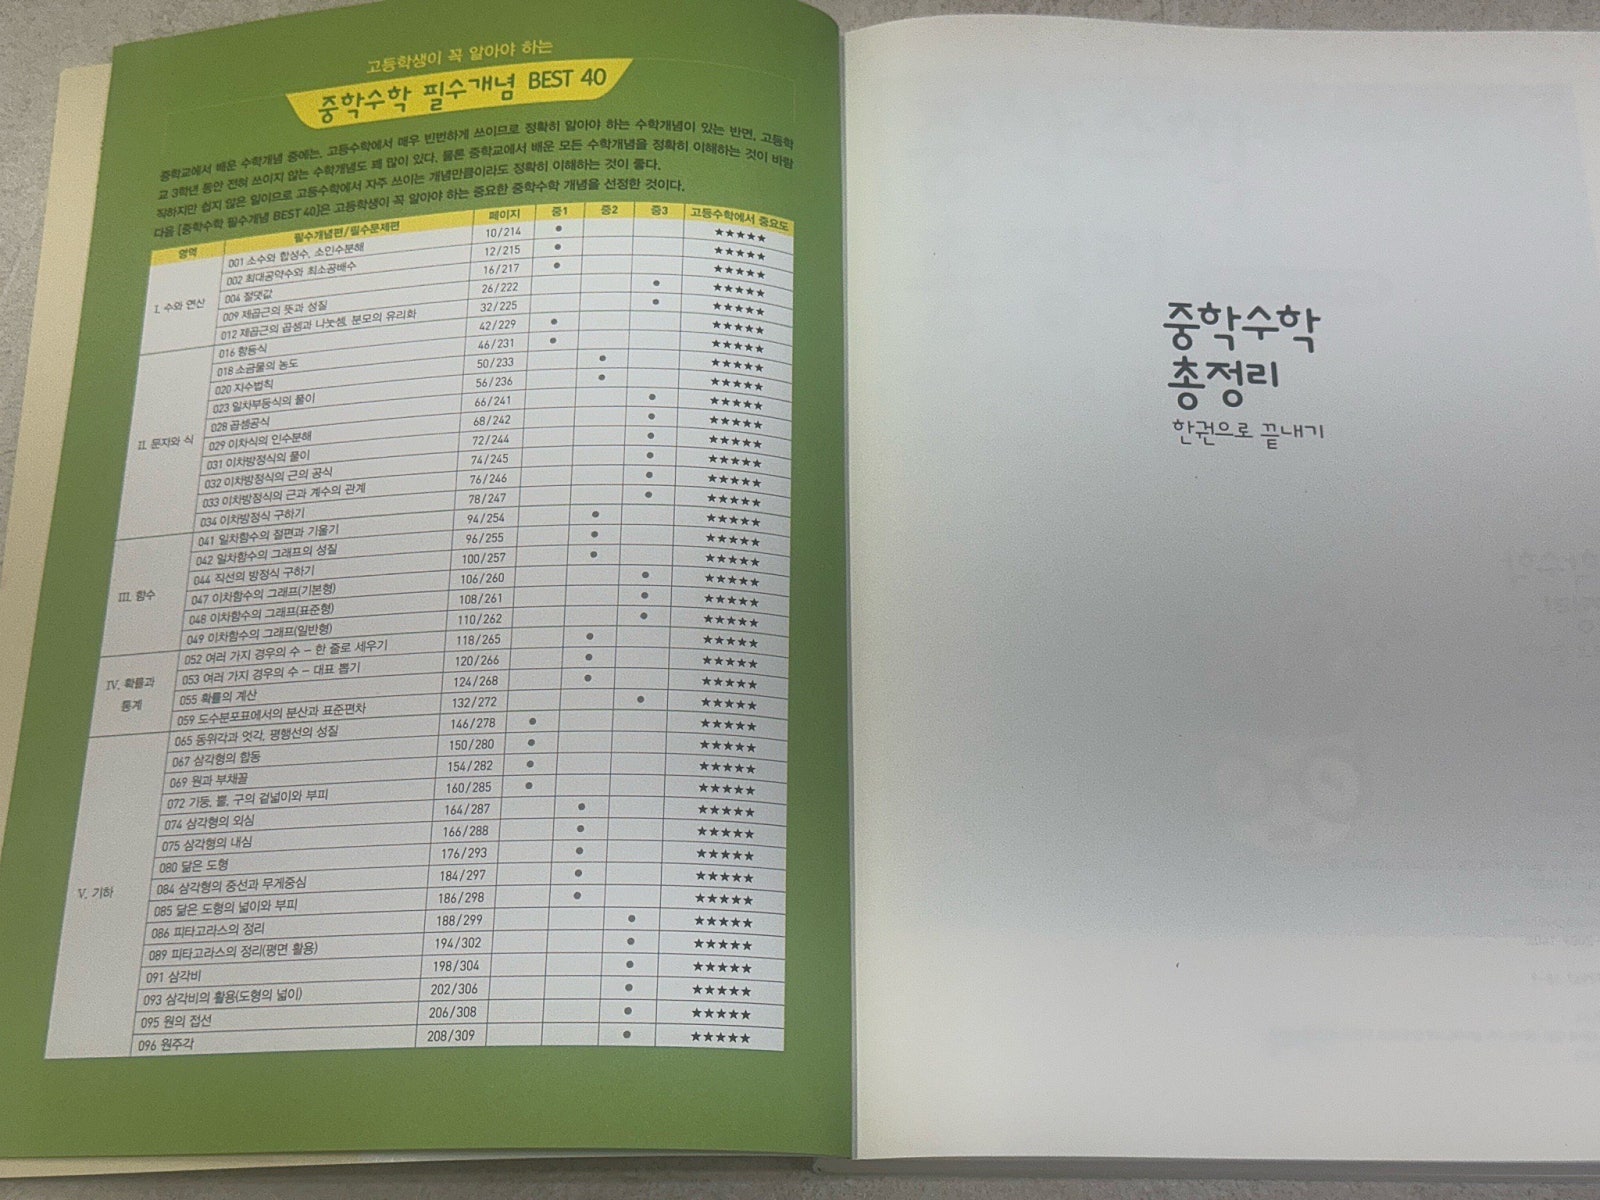 고등학생이 꼭 알아야 하는
중학수학 필수개념 BEST 40
중학교에서 배운 수학개념 중에는, 고등수학에서 매우 빈번하게 쓰이므로 정확히 알아야 하는 수학개념이 있는 반면, 고등학
교 3학년 동안 전혀 쓰이지 않는 수학개념도 꽤 많이 있다. 물론 중학교에서 배운 모든 수학개념을 정확히 이해하는 것이 바람
직하지만 쉽지 않은 일이므로 고등수학에서 자주 쓰이는 개념만큼이라도 정확히 이해하는 것이 좋다.
다음 [중학수학 필수개념 BEST 40]은 고등학생이 꼭 알아야 하는 중요한 중학수학 개념을 선정한 것이다.
영역 필수개념편/필수문제편 페이지 중1 중2 중3 고등수학에서 중요도
I. 수와 연산
001 소수와 합성수, 소인수분해 10/214 ● ★★★★★
002 최대공약수와 최소공배수 12/215 ● ★★★★★
004 절댓값 16/217 ● ★★★★★
009 제곱근의 뜻과 성질 26/222 ● ★★★★★
012 제곱근의 곱셈과 나눗셈, 분모의 유리화 32/225 ● ★★★★★
II. 문자와 식
016 항등식 42/229 ● ★★★★★
018 소금물의 농도 46/231 ● ★★★★★
020 지수법칙 50/233 ● ★★★★★
023 일차부등식의 풀이 56/236 ● ★★★★★
028 곱셈공식 66/241 ● ★★★★★
029 이차식의 인수분해 68/242 ● ★★★★★
031 이차방정식의 풀이 72/244 ● ★★★★★
032 이차방정식의 근의 공식 74/245 ● ★★★★★
033 이차방정식의 근과 계수의 관계 76/246 ● ★★★★★
034 이차방정식 구하기 78/247 ● ★★★★★
III. 함수
041 일차함수의 절편과 기울기 94/254 ● ★★★★★
042 일차함수의 그래프의 성질 96/255 ● ★★★★★
044 직선의 방정식 구하기 100/257 ● ★★★★★
047 이차함수의 그래프(기본형) 106/260 ● ★★★★★
048 이차함수의 그래프(표준형) 108/261 ● ★★★★★
049 이차함수의 그래프(일반형) 110/262 ● ★★★★★
IV. 확률과
통계
052 여러 가지 경우의 수 – 한 줄로 세우기 118/265 ● ★★★★★
053 여러 가지 경우의 수 – 대표 뽑기 120/266 ● ★★★★★
055 확률의 계산 124/268 ● ★★★★★
059 도수분포표에서의 분산과 표준편차 132/272 ● ★★★★★
V. 기하
065 동위각과 엇각, 평행선의 성질 146/278 ● ★★★★★
067 삼각형의 합동 150/280 ● ★★★★★
069 원과 부채꼴 154/282 ● ★★★★★
072 기둥, 뿔, 구의 겉넓이와 부피 160/285 ● ★★★★★
074 삼각형의 외심 164/287 ● ★★★★★
075 삼각형의 내심 166/288 ● ★★★★★
080 닮은 도형 176/293 ● ★★★★★
084 삼각형의 중선과 무게중심 184/297 ● ★★★★★
085 닮은 도형의 넓이와 부피 186/298 ● ★★★★★
086 피타고라스의 정리 188/299 ● ★★★★★
089 피타고라스의 정리(평면 활용) 194/302 ● ★★★★★
091 삼각비 198/304 ● ★★★★★
093 삼각비의 활용(도형의 넓이) 202/306 ● ★★★★★
095 원의 접선 206/308 ● ★★★★★
096 원주각 208/309 ● ★★★★★
중학수학
총정리
한권으로 끝내기